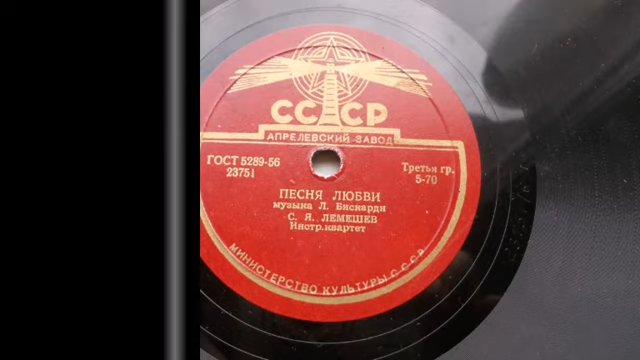 СССР
АПРЕЛЕВСКИЙ ЗАВОД
ГОСТ 5289-56
23751
Третья гр.
5-70
ПЕСНЯ ЛЮБВИ
музыка Л. Бискарди
С. Я. ЛЕМЕШЕВ
Инстр.квартет
МИНИСТЕРСТВО КУЛЬТУРЫ СССР